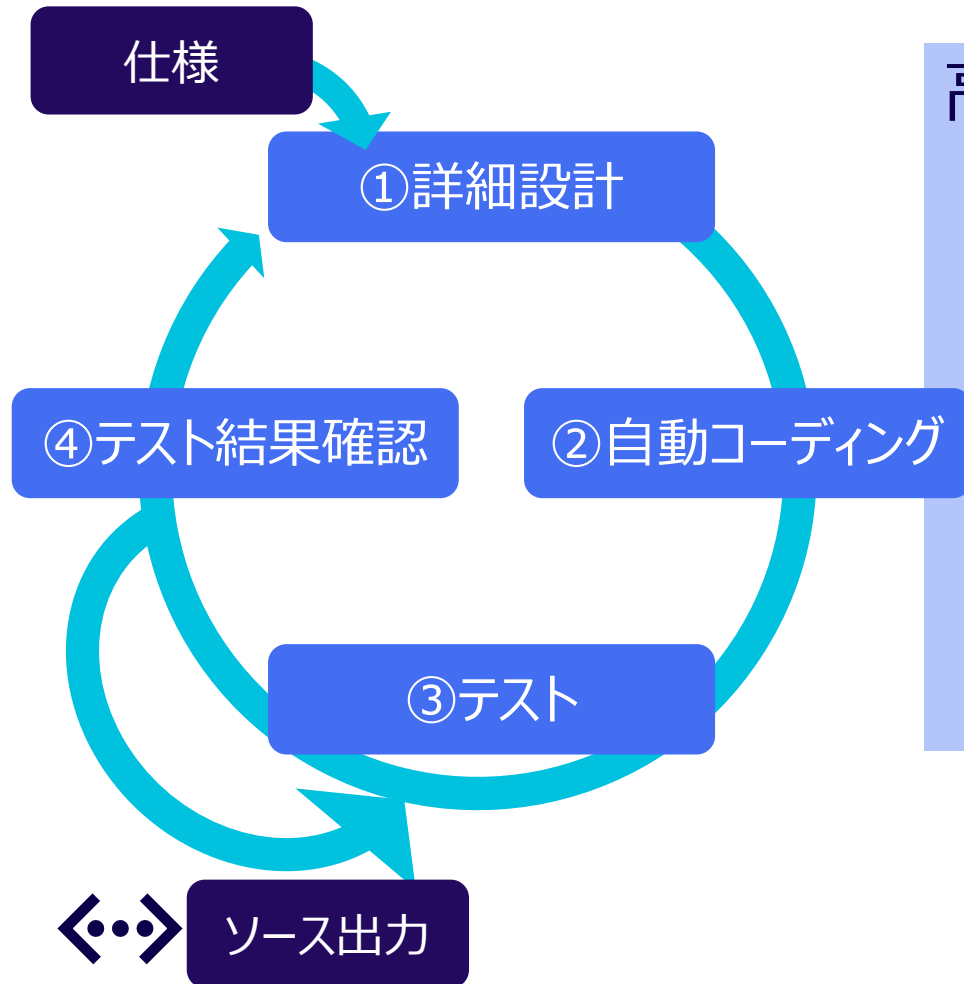 仕様
①詳細設計
④テスト結果確認
②自動コーディング
③テスト
ソース出力